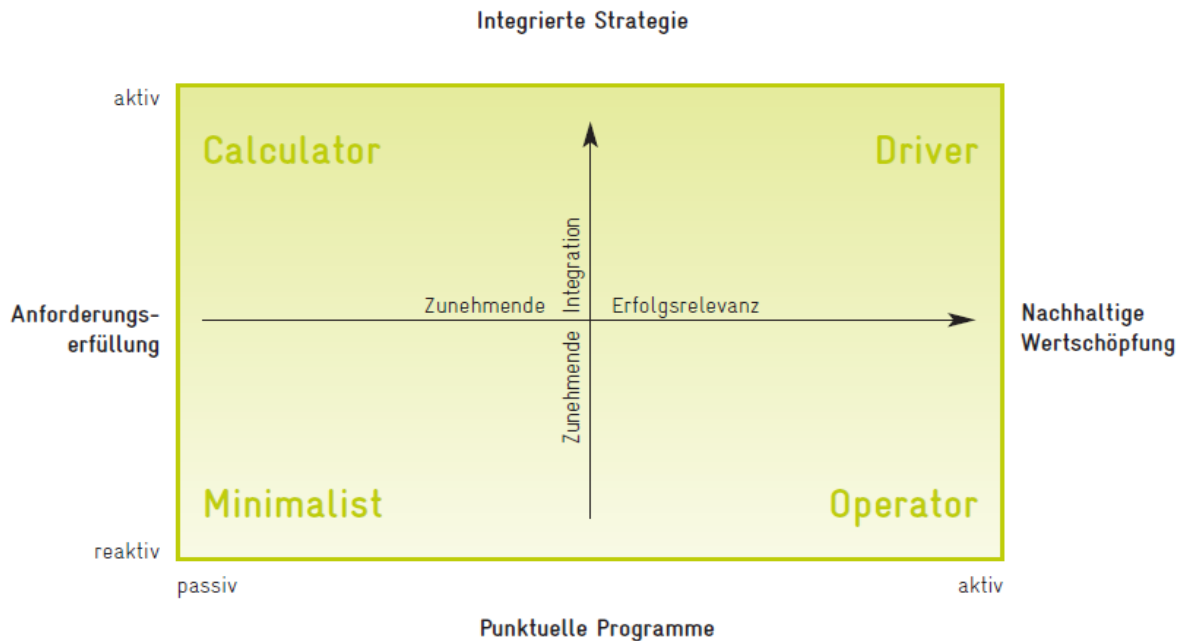 Integrierte Strategie
aktiv
Calculator
Driver
Zunehmende Integration
Zunehmende Erfolgsrelevanz
Anforderungs-
erfüllung
Nachhaltige
Wertschöpfung
Minimalist
Operator
reaktiv
passiv
aktiv
Punktuelle Programme